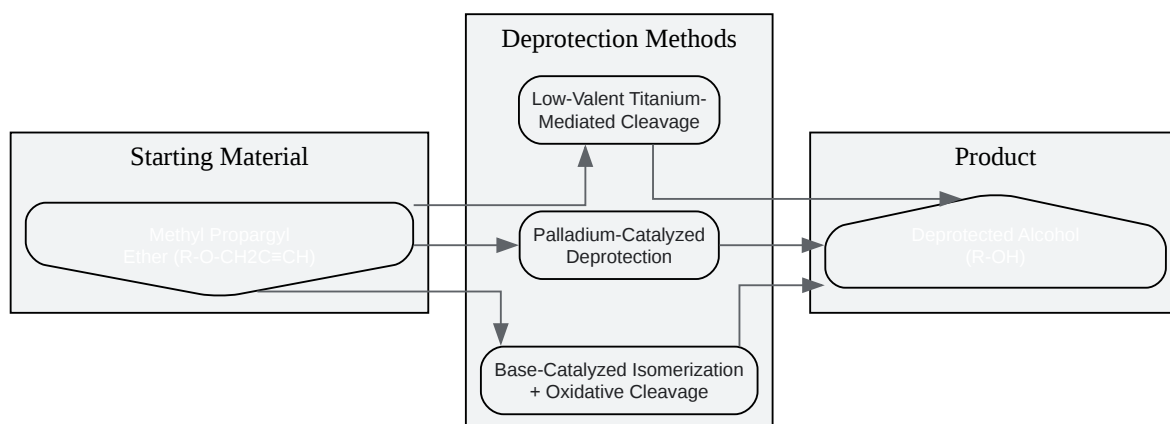 Deprotection Methods
Low-Valent Titanium-
Mediated Cleavage
Starting Material
Methyl Propargyl
Ether (R-O-CH2C≡CH)
Palladium-Catalyzed
Deprotection
Base-Catalyzed Isomerization
+ Oxidative Cleavage
Product
Deprotected Alcohol
(R-OH)